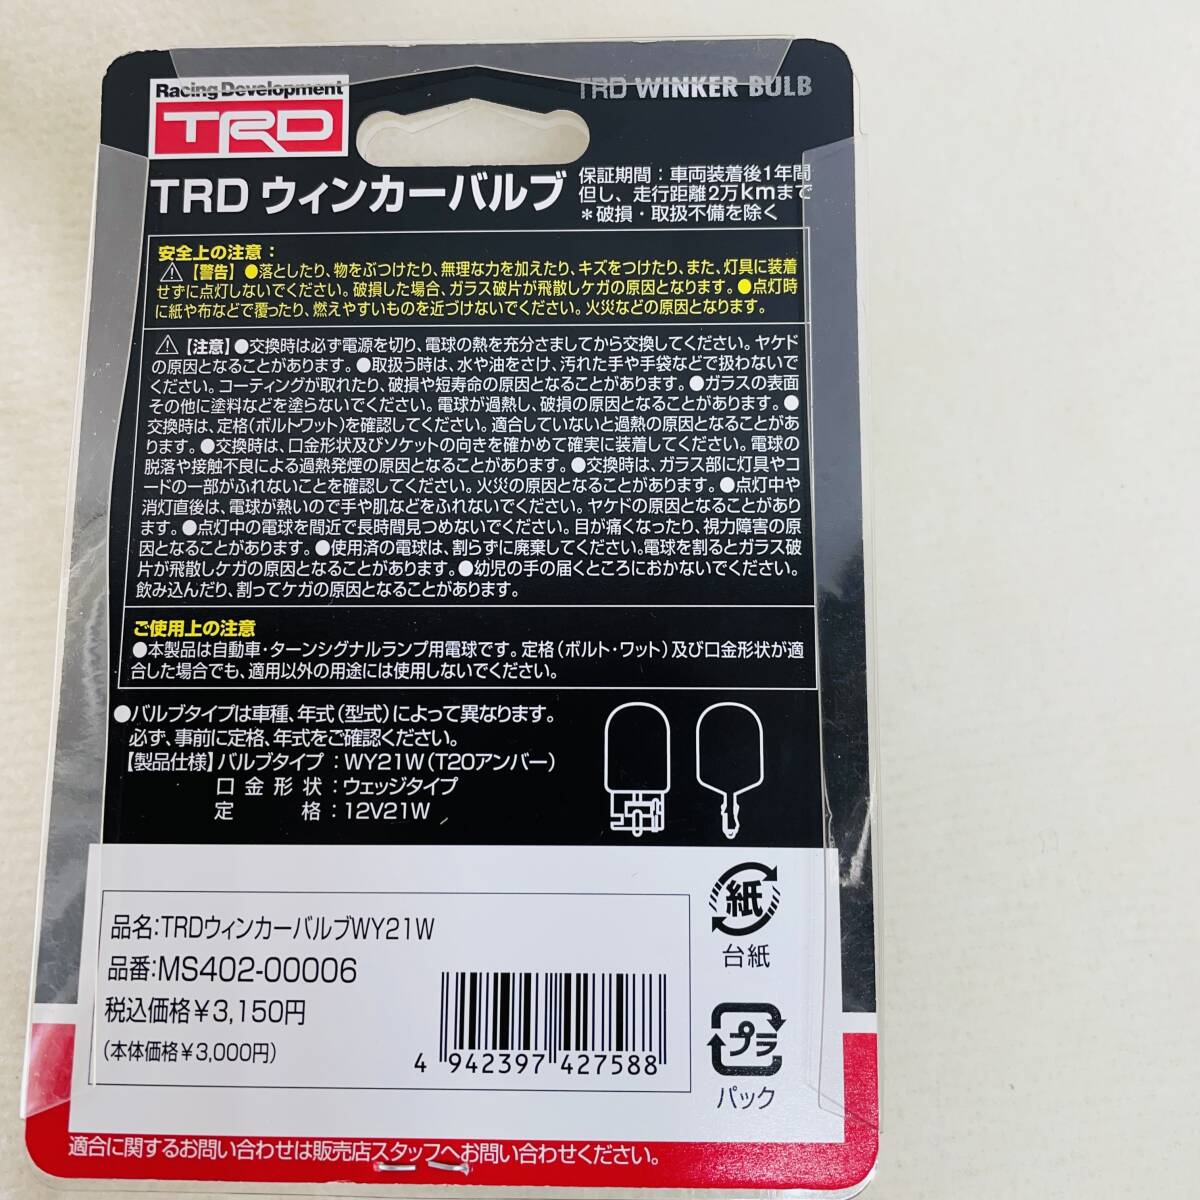 Racing Development
TRD
TRD WINKER BULB
TRD ウィンカーバルブ
保証期間：車両装着後1年間
但し、走行距離2万kmまで
＊破損・取扱不備を除く
安全上の注意：
⚠【警告】●落としたり、物をぶつけたり、無理な力を加えたり、キズをつけたり、また、灯具に装着
せずに点灯しないでください。破損した場合、ガラス破片が飛散しケガの原因となります。●点灯時
に紙や布などで覆ったり、燃えやすいものを近づけないでください。火災などの原因となります。
⚠【注意】●交換時は必ず電源を切り、電球の熱を充分さましてから交換してください。ヤケド
の原因となることがあります。●取扱う時は、水や油をさけ、汚れた手や手袋などで扱わないで
ください。コーティングが取れたり、破損や短寿命の原因となることがあります。●ガラスの表面
その他に塗料などを塗らないでください。電球が過熱し、破損の原因となることがあります。●
交換時は、定格（ボルトワット）を確認してください。適合していないと過熱の原因となることがあ
ります。●交換時は、口金形状及びソケットの向きを確かめて確実に装着してください。電球の
脱落や接触不良による過熱発煙の原因となることがあります。●交換時は、ガラス部に灯具やコ
ードの一部がふれないことを確認してください。火災の原因となることがあります。●点灯中や
消灯直後は、電球が熱いので手や肌などをふれないでください。ヤケドの原因となることがあり
ます。●点灯中の電球を間近で長時間見つめないでください。目が痛くなったり、視力障害の原
因となることがあります。●使用済の電球は、割らずに廃棄してください。電球を割るとガラス破
片が飛散しケガの原因となることがあります。●幼児の手の届くところにおかないでください。
飲み込んだり、割ってケガの原因となることがあります。
ご使用上の注意
●本製品は自動車・ターンシグナルランプ用電球です。定格（ボルト・ワット）及び口金形状が適
合した場合でも、適用以外の用途には使用しないでください。
●バルブタイプは車種、年式（型式）によって異なります。
必ず、事前に定格、年式をご確認ください。
【製品仕様】バルブタイプ：WY21W（T20アンバー）
口金形状：ウェッジタイプ
定格：12V21W
品名：TRDウィンカーバルブWY21W
品番：MS402-00006
税込価格￥3,150円
（本体価格￥3,000円）
4 942397 427588
紙
台紙
プラ
パック
適合に関するお問い合わせは販売店スタッフへお問い合わせください。